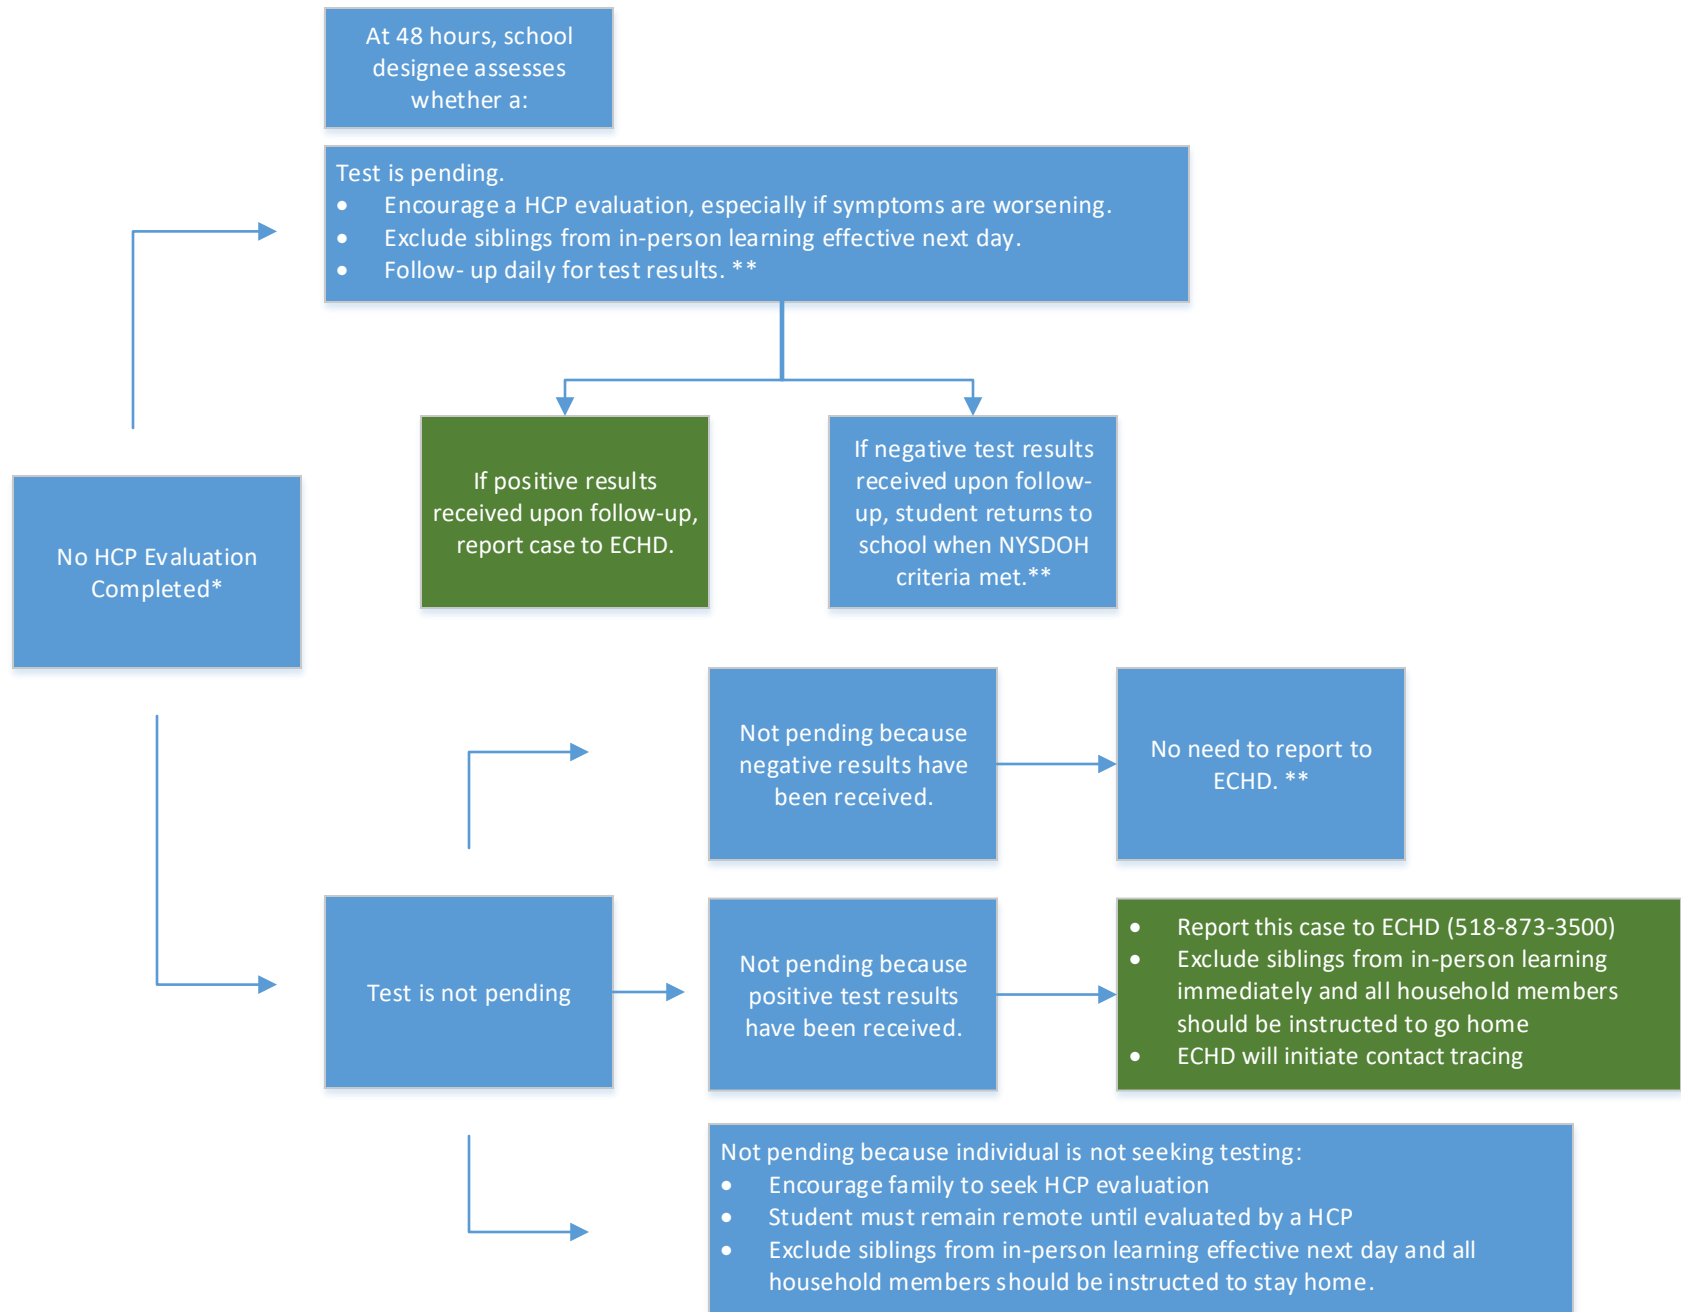 At 48 hours, school
designee assesses
whether a:
Test is pending.
• Encourage a HCP evaluation, especially if symptoms are worsening.
• Exclude siblings from in-person learning effective next day.
• Follow- up daily for test results. **
If positive results
received upon follow-up,
report case to ECHD.
If negative test results
received upon follow-
up, student returns to
school when NYSDOH
criteria met.**
No HCP Evaluation
Completed*
Not pending because
negative results have
been received.
No need to report to
ECHD. **
Test is not pending
Not pending because
positive test results
have been received.
• Report this case to ECHD (518-873-3500)
• Exclude siblings from in-person learning
immediately and all household members
should be instructed to go home
• ECHD will initiate contact tracing
Not pending because individual is not seeking testing:
• Encourage family to seek HCP evaluation
• Student must remain remote until evaluated by a HCP
• Exclude siblings from in-person learning effective next day and all
household members should be instructed to stay home.